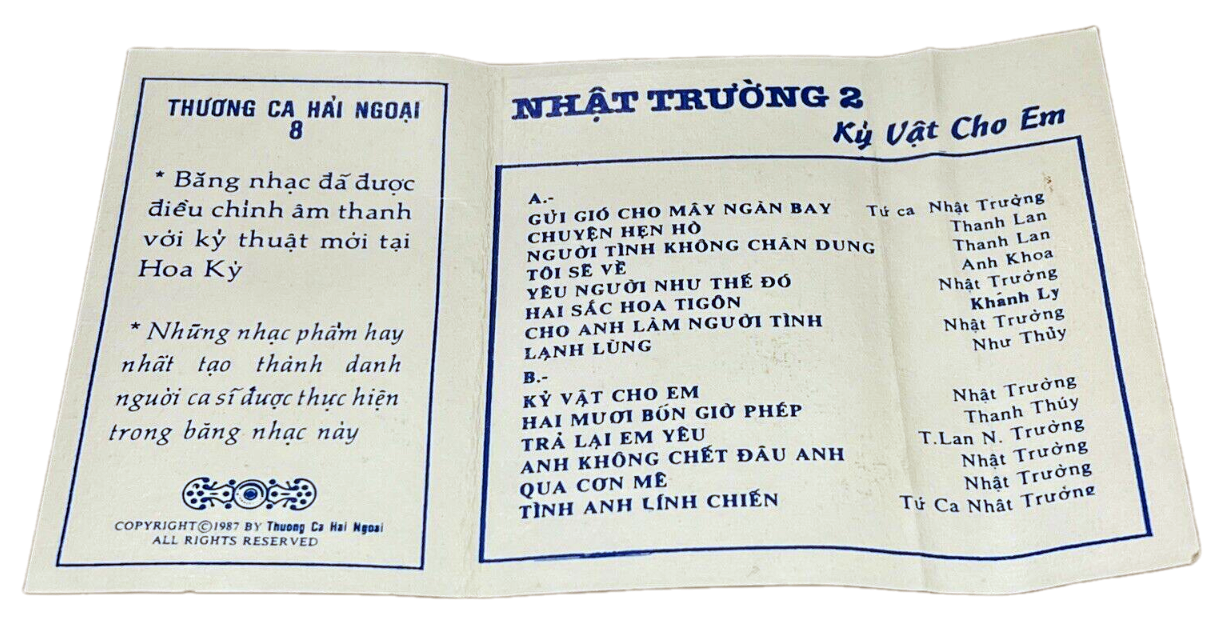 THƯƠNG CA HẢI NGOẠI
8
* Băng nhạc đã được
điều chỉnh âm thanh
với kỷ thuật mới tại
Hoa Kỳ
* Những nhạc phẩm hay
nhất tạo thành danh
người ca sĩ được thực hiện
trong băng nhạc này
COPYRIGHT©1987 BY Thuong Ca Hai Ngoai
ALL RIGHTS RESERVED
NHẬT TRƯỜNG 2
Kỷ Vật Cho Em
A.-
GỬI GIÓ CHO MÂY NGÀN BAY Tứ ca Nhật Trường
CHUYỆN HẸN HÒ Thanh Lan
NGƯỜI TÌNH KHÔNG CHÂN DUNG Thanh Lan
TÔI SẼ VỀ Anh Khoa
YÊU NGƯỜI NHƯ THẾ ĐÓ Nhật Trường
HAI SẮC HOA TIGÔN Khánh Ly
CHO ANH LÀM NGƯỜI TÌNH Nhật Trường
LẠNH LÙNG Như Thủy
B.-
KỶ VẬT CHO EM Nhật Trường
HAI MƯƠI BỐN GIỜ PHÉP Thanh Thúy
TRẢ LẠI EM YÊU T.Lan N. Trường
ANH KHÔNG CHẾT ĐÂU ANH Nhật Trường
QUA CƠN MÊ Nhật Trường
TÌNH ANH LÍNH CHIẾN Tứ Ca Nhật Trường